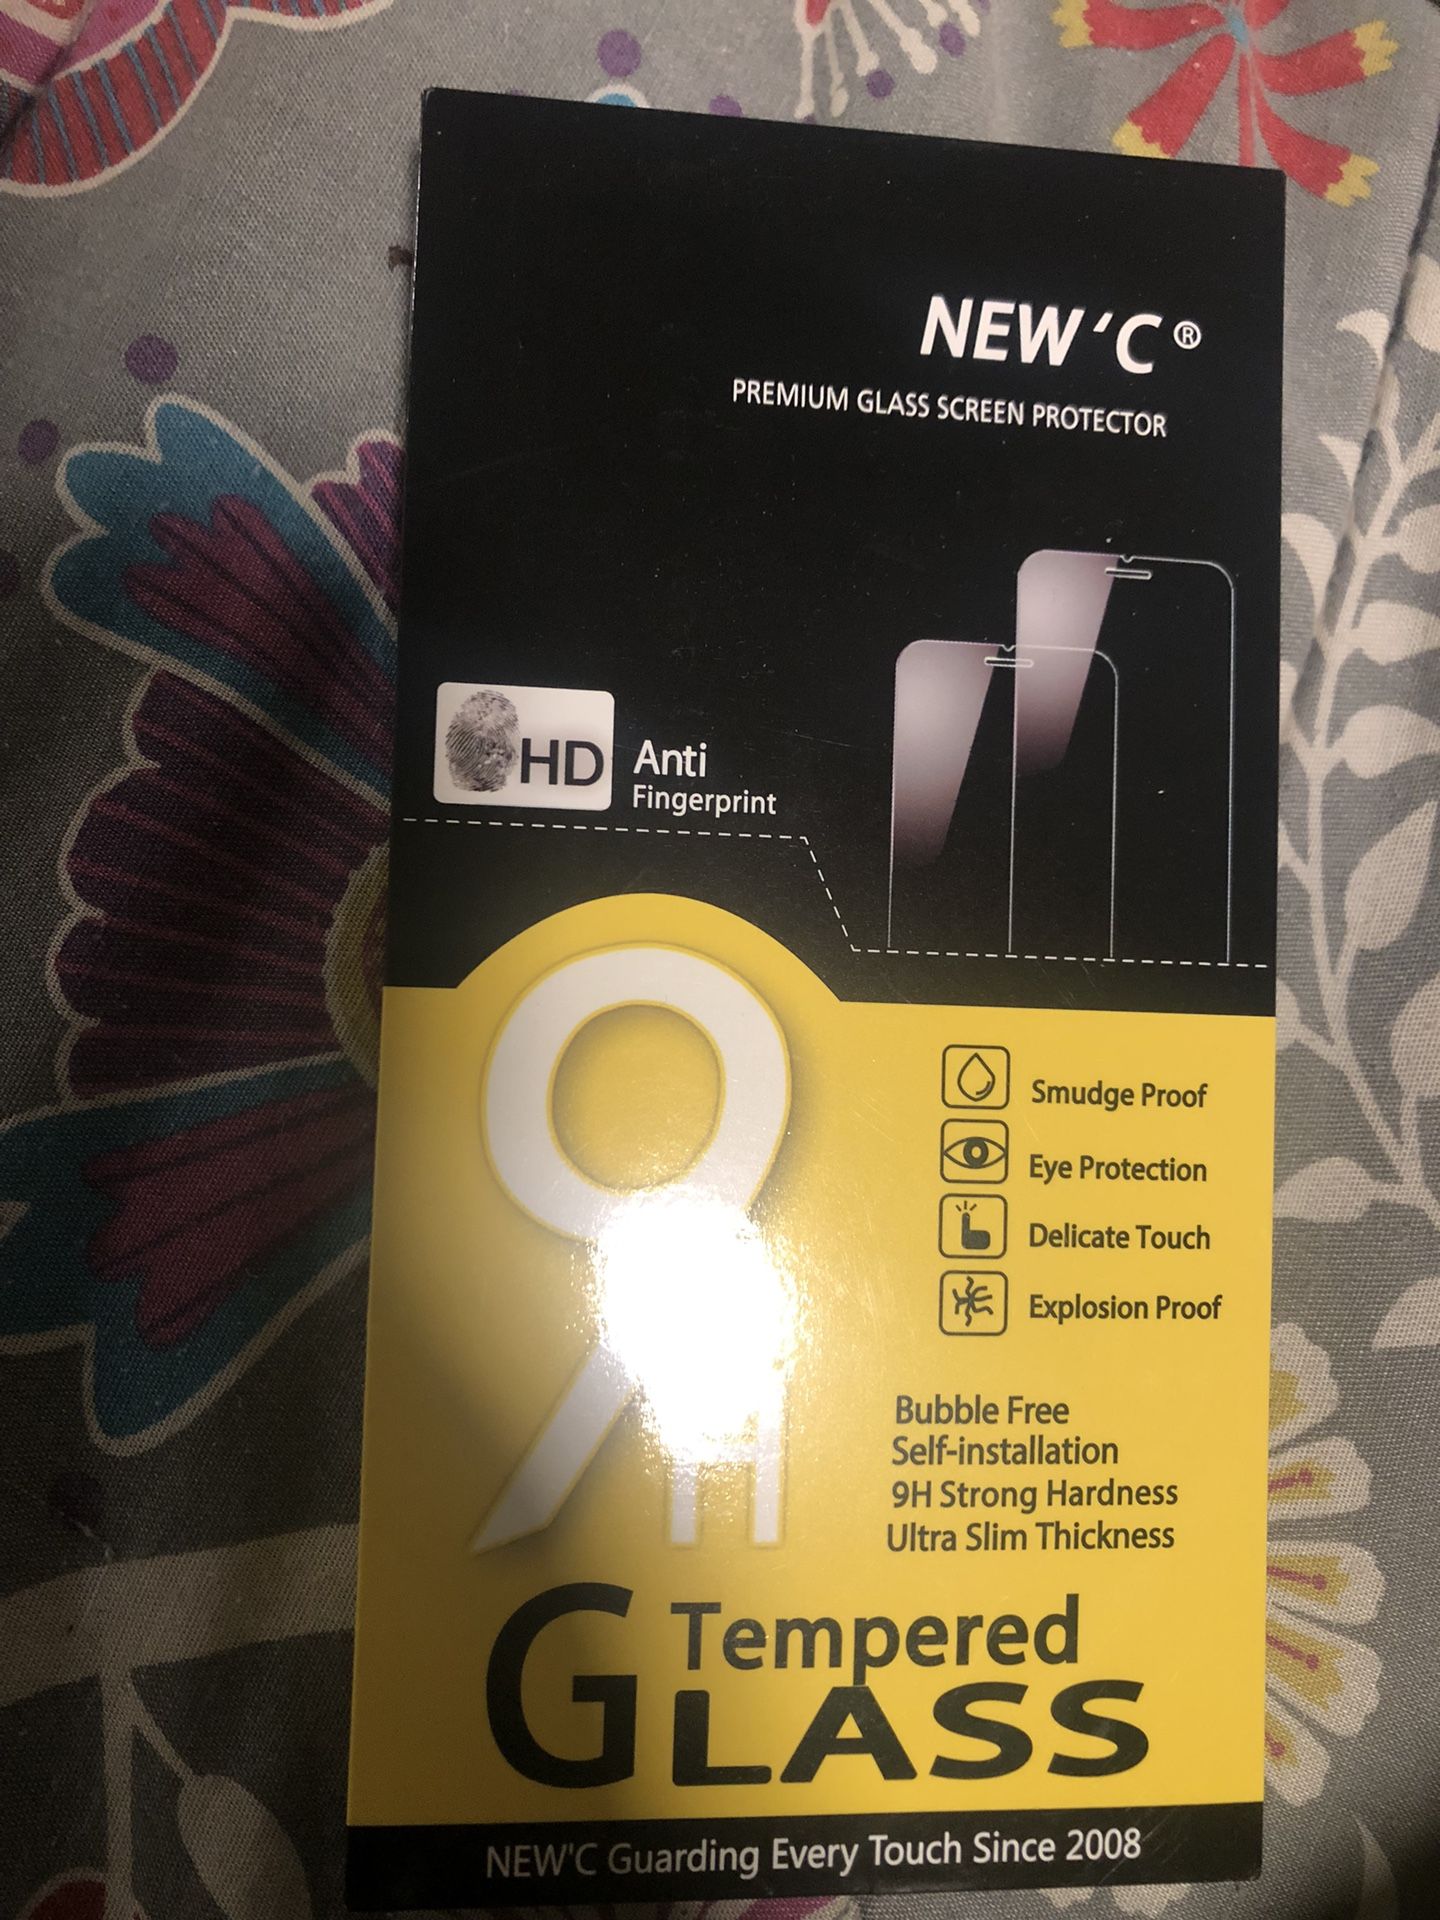 NEW'C®
PREMIUM GLASS SCREEN PROTECTOR
HD
Anti
Fingerprint
9H
Smudge Proof
Eye Protection
Delicate Touch
Explosion Proof
Bubble Free
Self-installation
9H Strong Hardness
Ultra Slim Thickness
Tempered
GLASS
NEW'C Guarding Every Touch Since 2008